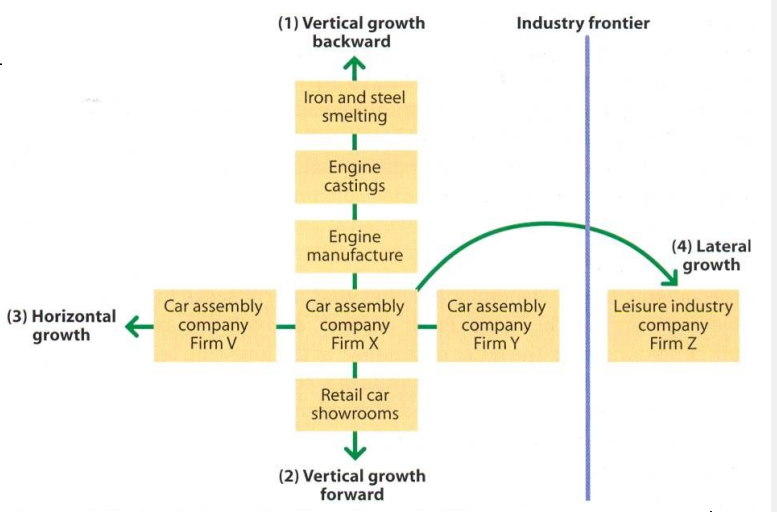 (1) Vertical growth
backward
Industry frontier
Iron and steel
smelting
Engine
castings
Engine
manufacture
(4) Lateral
growth
(3) Horizontal
growth
Car assembly
company
Firm V
Car assembly
company
Firm X
Car assembly
company
Firm Y
Leisure industry
company
Firm Z
Retail car
showrooms
(2) Vertical growth
forward